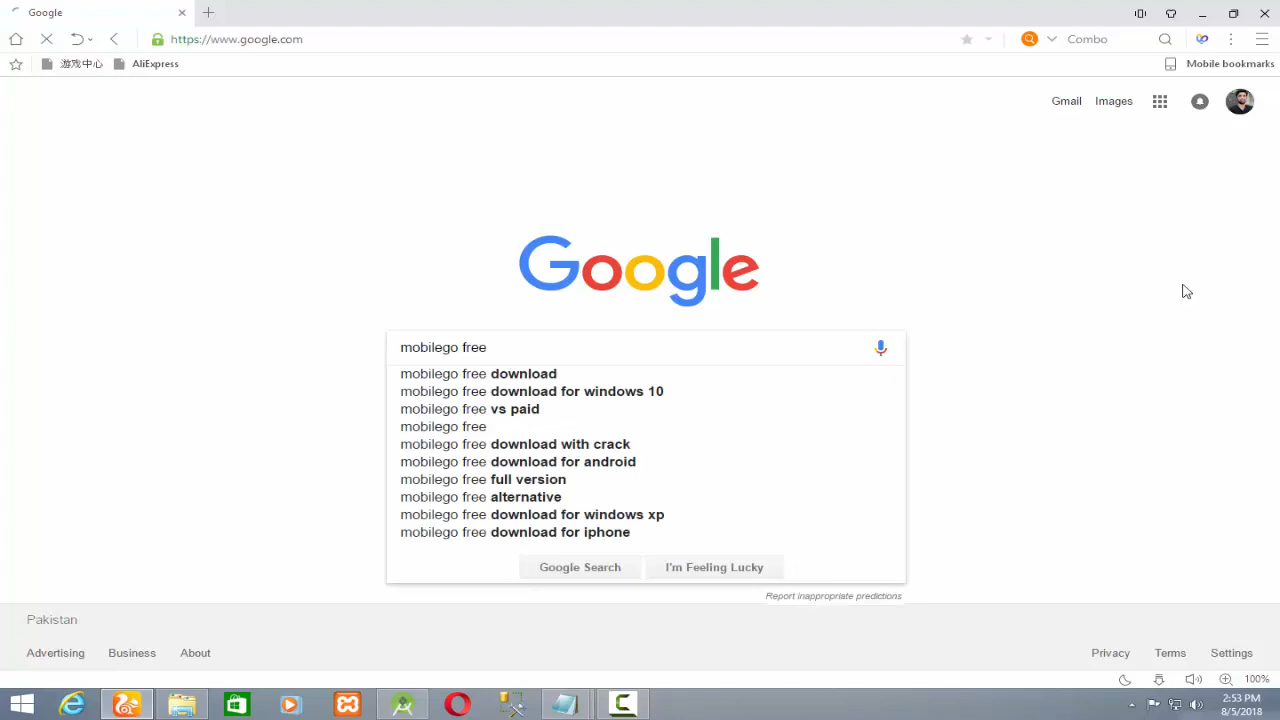 Google
https://www.google.com
Combo
游戏中心
AliExpress
Mobile bookmarks
Gmail
Images
Google
mobilego free
mobilego free download
mobilego free download for windows 10
mobilego free vs paid
mobilego free
mobilego free download with crack
mobilego free download for android
mobilego free full version
mobilego free alternative
mobilego free download for windows xp
mobilego free download for iphone
Google Search
I'm Feeling Lucky
Report inappropriate predictions
Pakistan
Advertising
Business
About
Privacy
Terms
Settings
100%
2:53 PM
8/5/2018